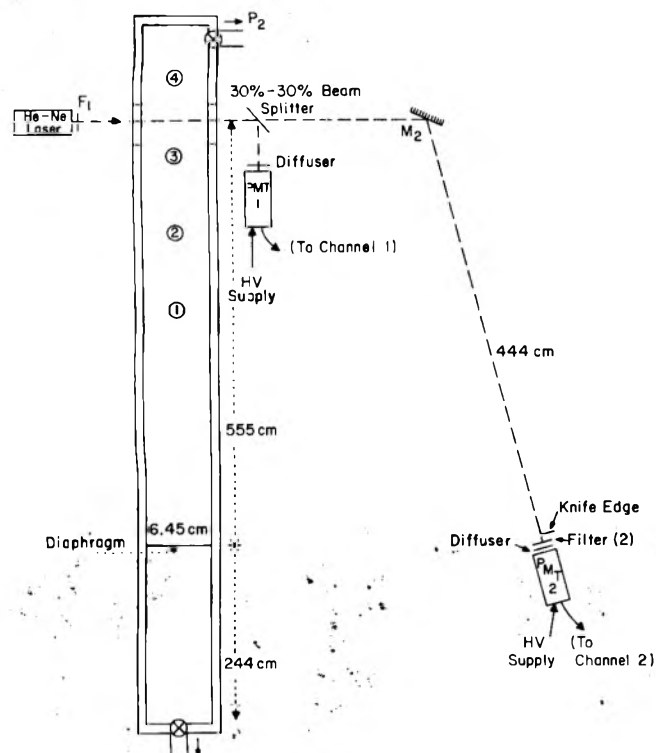 P2
④
30%-30% Beam
Splitter
F1
He-Ne
Laser
M2
③
Diffuser
PMT
1
②
(To Channel 1)
HV
Supply
①
444 cm
555 cm
6.45 cm
Diaphragm
Knife Edge
Diffuser
Filter (2)
PMT
2
HV
Supply
(To
Channel 2)
244 cm